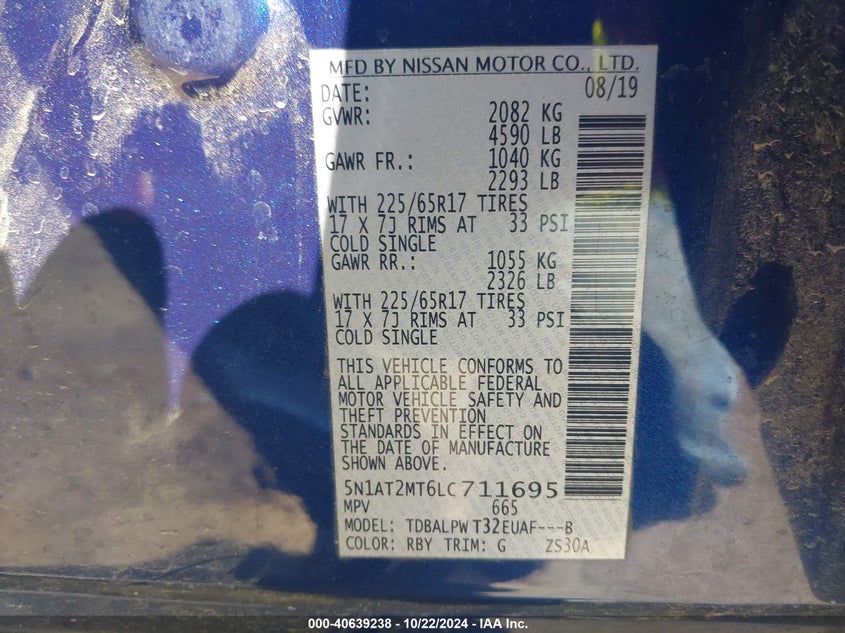 MFD BY NISSAN MOTOR CO., LTD.
DATE: 08/19
GVWR: 2082 KG
4590 LB
GAWR FR.: 1040 KG
2293 LB
WITH 225/65R17 TIRES
17 X 7J RIMS AT 33 PSI
COLD SINGLE
GAWR RR.: 1055 KG
2326 LB
WITH 225/65R17 TIRES
17 X 7J RIMS AT 33 PSI
COLD SINGLE
THIS VEHICLE CONFORMS TO
ALL APPLICABLE FEDERAL
MOTOR VEHICLE SAFETY AND
THEFT PREVENTION
STANDARDS IN EFFECT ON
THE DATE OF MANUFACTURE
SHOWN ABOVE.
5N1AT2MT6LC711695
MPV 665
MODEL: TDBALPW T32EUAF---B
COLOR: RBY TRIM: G ZS30A
000-40639238 - 10/22/2024 - IAA Inc.